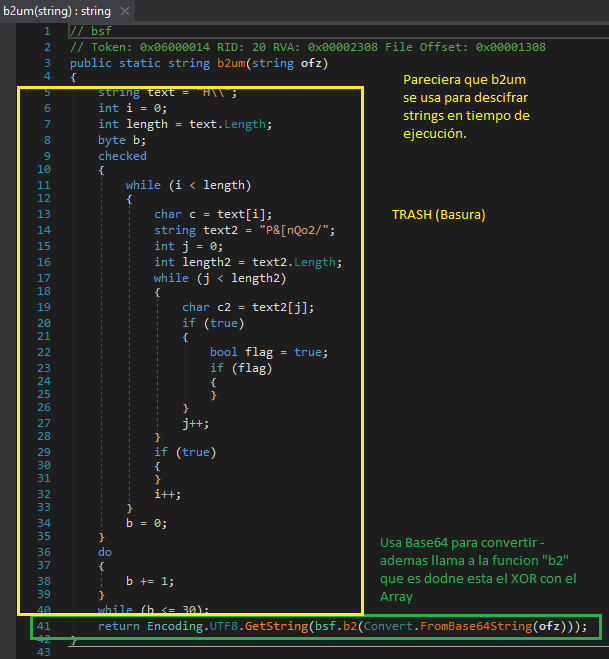 b2um(string) : string ×
1 // bsf
2 // Token: 0x06000014 RID: 20 RVA: 0x00002308 File Offset: 0x00001308
3 public static string b2um(string ofz)
4 {
5 string text = "H\\";
6 int i = 0;
7 int length = text.Length;
8 byte b;
9 checked
10 {
11 while (i < length)
12 {
13 char c = text[i];
14 string text2 = "P&[nQo2/";
15 int j = 0;
16 int length2 = text2.Length;
17 while (j < length2)
18 {
19 char c2 = text2[j];
20 if (true)
21 {
22 bool flag = true;
23 if (flag)
24 {
25 }
26 }
27 j++;
28 }
29 if (true)
30 {
31 }
32 i++;
33 }
34 b = 0;
35 }
36 do
37 {
38 b += 1;
39 }
40 while (b <= 30);
41 return Encoding.UTF8.GetString(bsf.b2(Convert.FromBase64String(ofz)));
42 }
43
Pareciera que b2um
se usa para descifrar
strings en tiempo de
ejecución.
TRASH (Basura)
Usa Base64 para convertir -
ademas llama a la funcion "b2"
que es dodne esta el XOR con el
Array